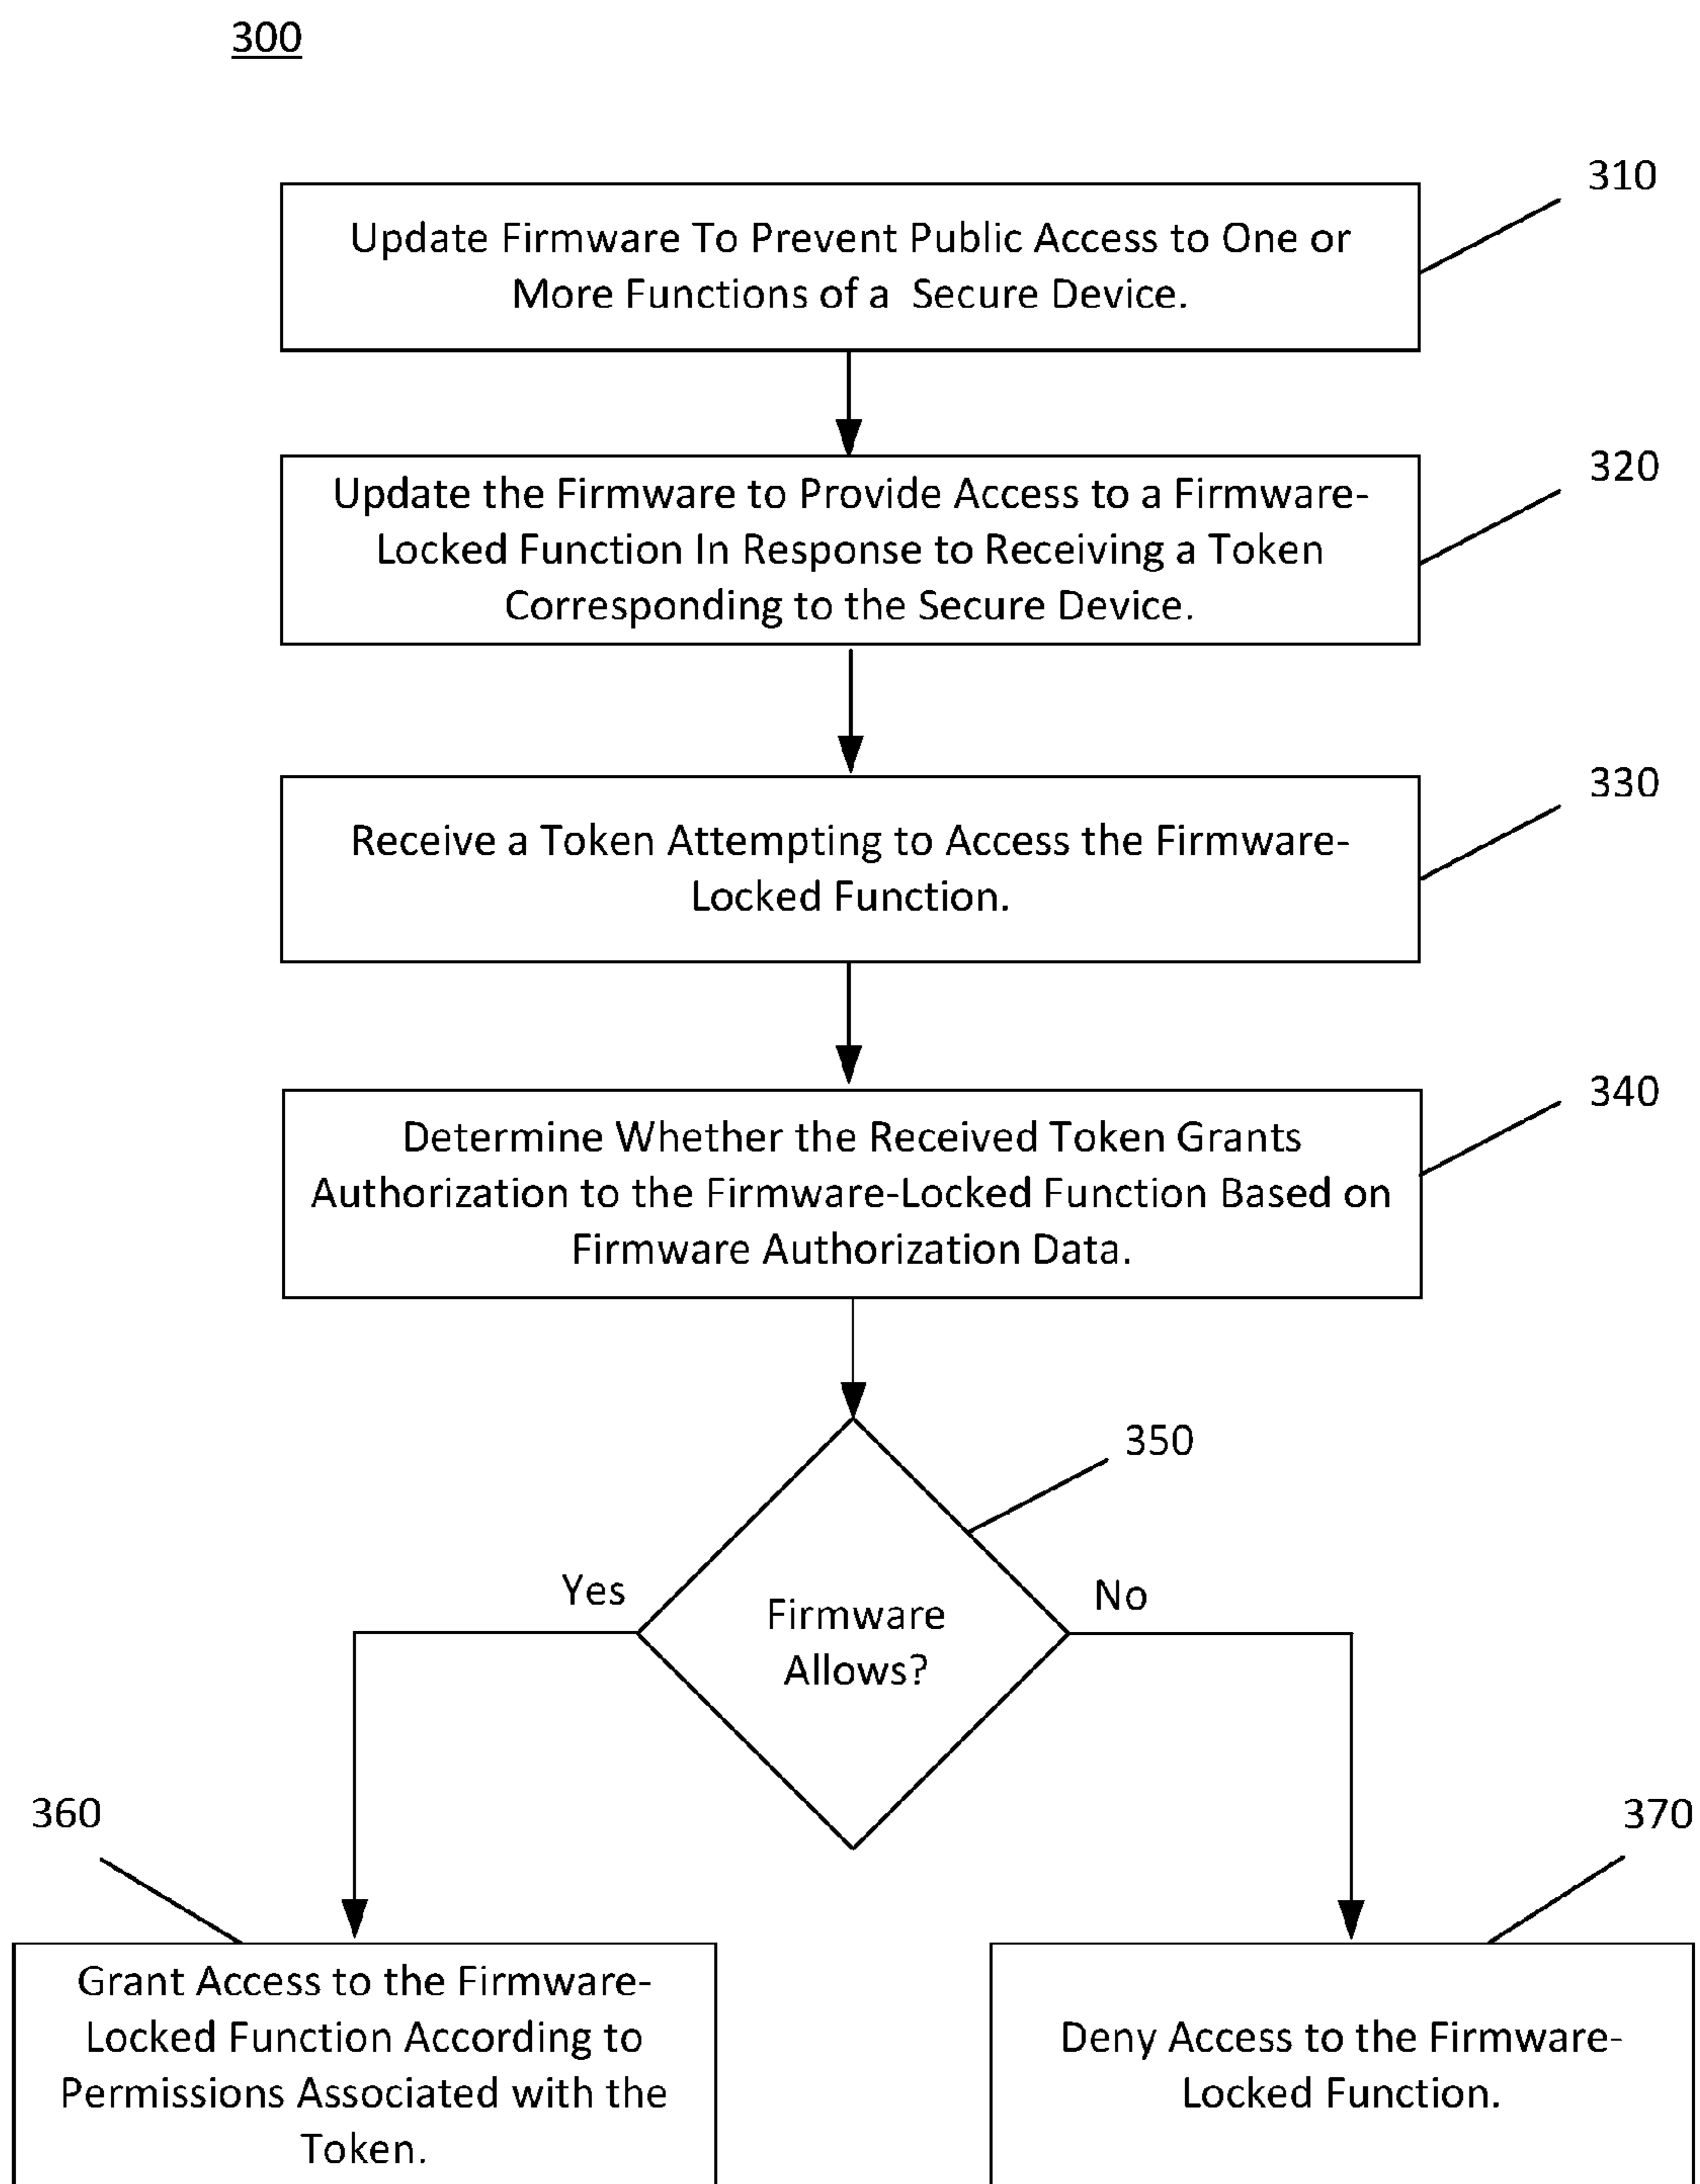 300
310
Update Firmware To Prevent Public Access to One or
More Functions of a Secure Device.
320
Update the Firmware to Provide Access to a Firmware-
Locked Function In Response to Receiving a Token
Corresponding to the Secure Device.
330
Receive a Token Attempting to Access the Firmware-
Locked Function.
340
Determine Whether the Received Token Grants
Authorization to the Firmware-Locked Function Based on
Firmware Authorization Data.
350
Yes
No
Firmware
Allows?
360
370
Grant Access to the Firmware-
Locked Function According to
Permissions Associated with the
Token.
Deny Access to the Firmware-
Locked Function.